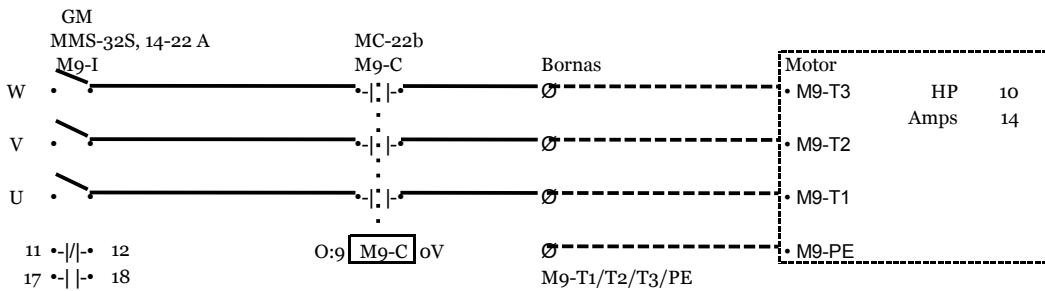 GM
MMS-32S, 14-22 A MC-22b
M9-I M9-C Bornas Motor
W M9-T3 HP 10
Amps 14
V M9-T2
U M9-T1
11 •-|/|-• 12 O:9 M9-C 0V Ø M9-PE
17 •-| |-• 18 M9-T1/T2/T3/PE